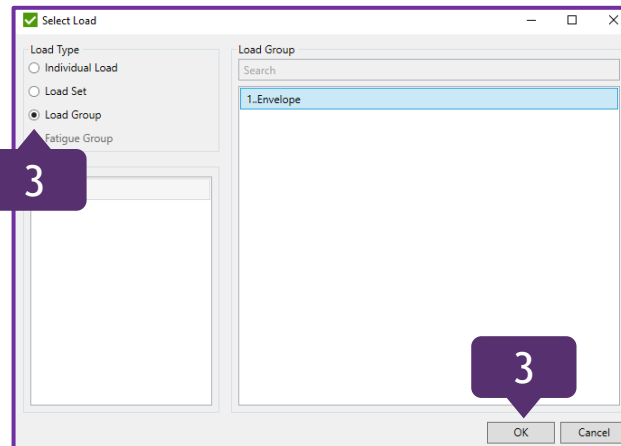 Select Load
Load Type
Individual Load
Load Set
Load Group
Fatigue Group
3
Load Group
Search
1..Envelope
3
OK
Cancel